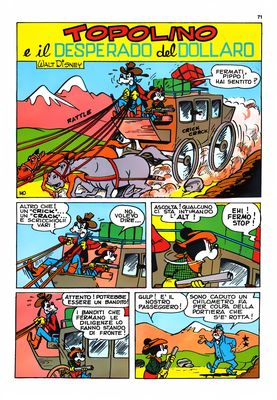 71
TOPOLINO
e il DESPERADO del DOLLARO
WALT DISNEY
FERMATI,
PIPPO!
HAI SENTITO?
RATTLE
CRICK
CRACK
ALTRO CHE!
UN "CRICK",
UN "CRACK"...
E SCRICCHIOLII
VARI!
NO...
VOLEVO
DIRE...
ASCOLTA! QUALCUNO
CI STA INTIMANDO
L'ALT!
EHI!
FERMO!
STOP!
ATTENTO! POTREBBE
ESSERE UN BANDITO!
I BANDITI CHE
FERMANO LE
DILIGENZE LO
FANNO STANDO
DI FRONTE!
GULP! E' IL
NOSTRO
PASSEGGERO!
SONO CADUTO UN
CHILOMETRO FA
PER COLPA DELLA
PORTIERA CHE
S'E' ROTTA!